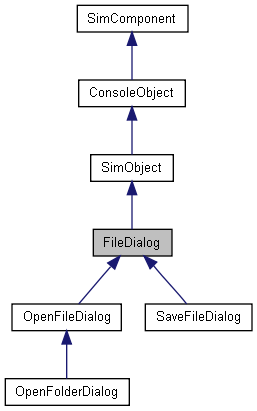 SimComponent
ConsoleObject
SimObject
FileDialog
OpenFileDialog
SaveFileDialog
OpenFolderDialog